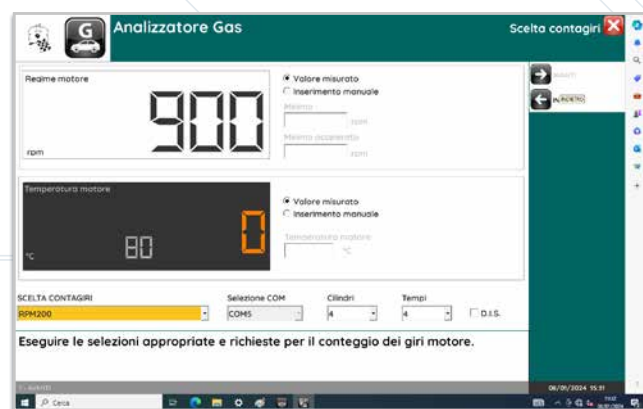 G
Analizzatore Gas
Scelta contagiri
Regime motore
900
rpm
Valore misurato
Inserimento manuale
Minimo
rpm
Minimo accelerato
rpm
AVANTI
INDIETRO
Temperatura motore
80
0
°C
Valore misurato
Inserimento manuale
Temperatura motore
°C
SCELTA CONTAGIRI
Selezione COM
Cilindri
Tempi
RPM200
COM5
4
4
D.I.S.
Eseguire le selezioni appropriate e richieste per il conteggio dei giri motore.
06/01/2024 15:31
Cerca